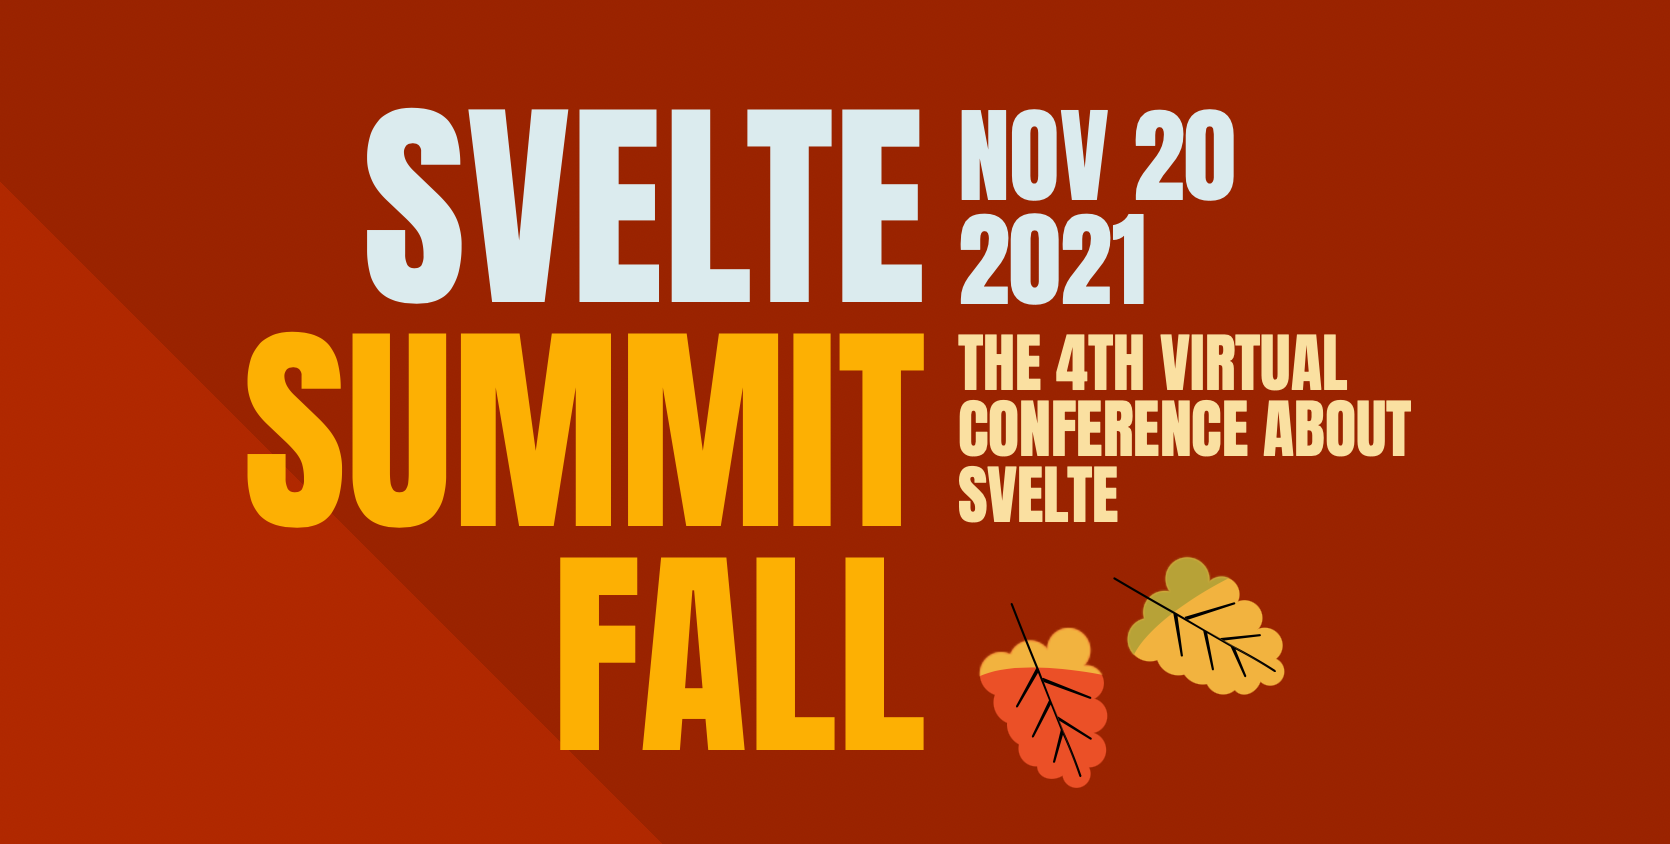 SVELTE
SUMMIT
FALL
NOV 20
2021
THE 4TH VIRTUAL
CONFERENCE ABOUT
SVELTE